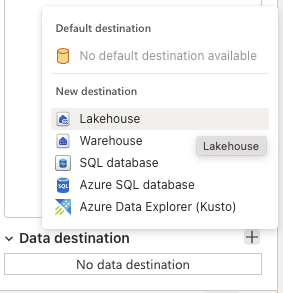 Default destination
No default destination available
New destination
Lakehouse
Warehouse
Lakehouse
SQL database
Azure SQL database
Azure Data Explorer (Kusto)
Data destination
No data destination